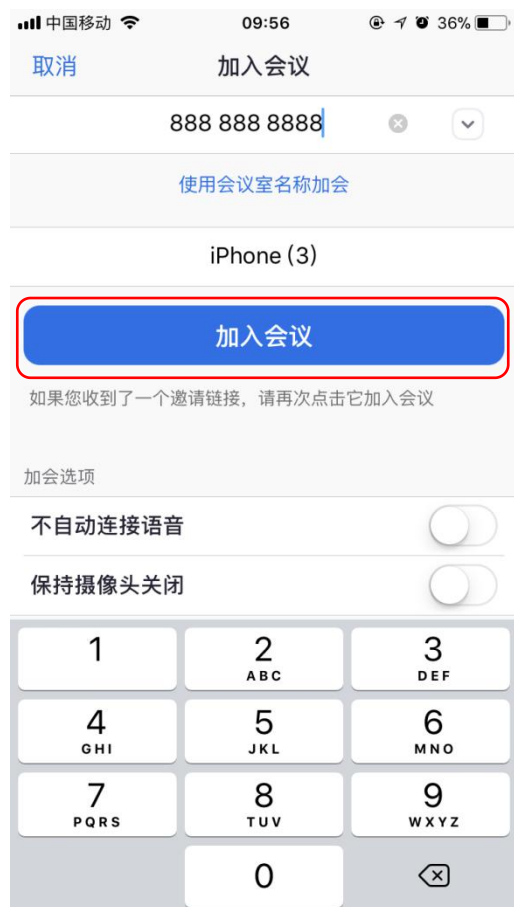 中国移动 09:56 36%
取消 加入会议
888 888 8888
使用会议室名称加会
iPhone (3)
加入会议
如果您收到了一个邀请链接，请再次点击它加入会议
加会选项
不自动连接语音
保持摄像头关闭
1 2 3
ABC DEF
4 5 6
GHI JKL MNO
7 8 9
PQRS TUV WXYZ
0